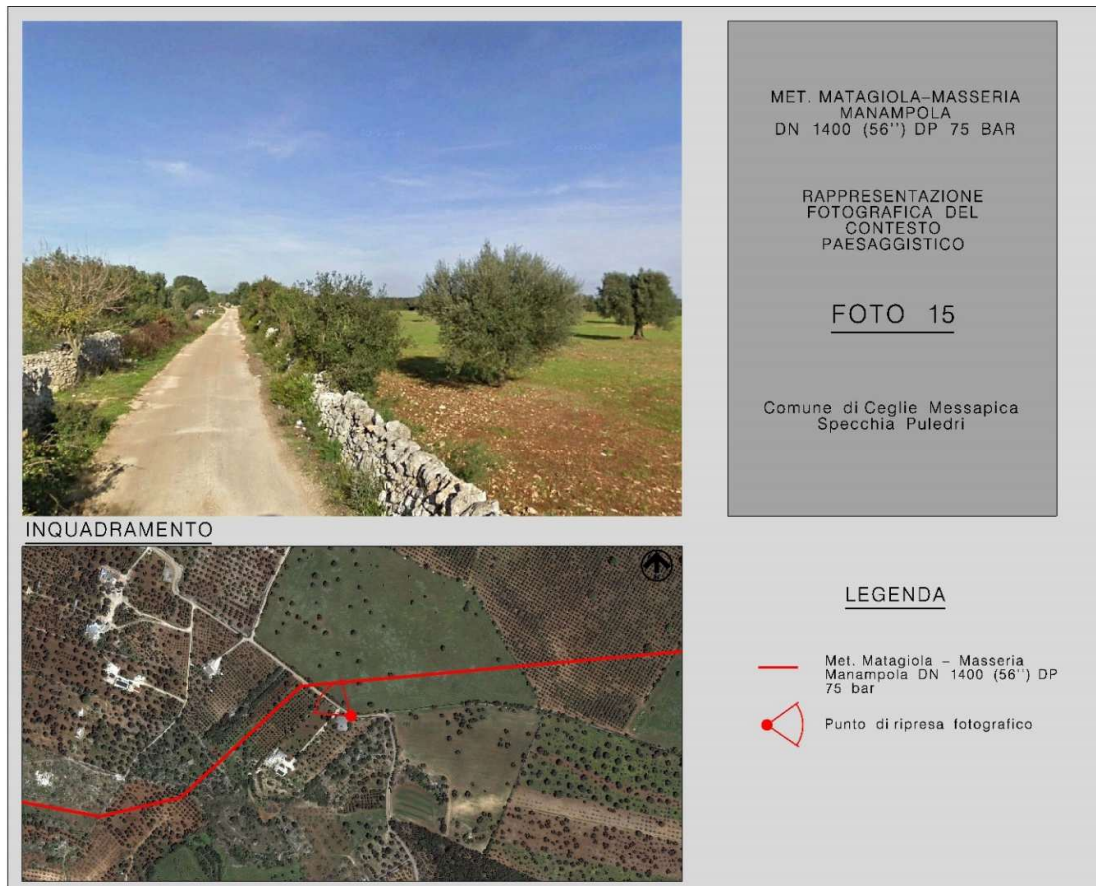 MET. MATAGIOLA-MASSERIA
MANAMPOLA
DN 1400 (56'') DP 75 BAR
RAPPRESENTAZIONE
FOTOGRAFICA DEL
CONTESTO
PAESAGGISTICO
FOTO 15
Comune di Ceglie Messapica
Specchia Puledri
INQUADRAMENTO
LEGENDA
Met. Matagiola - Masseria
Manampola DN 1400 (56'') DP
75 bar
Punto di ripresa fotografico